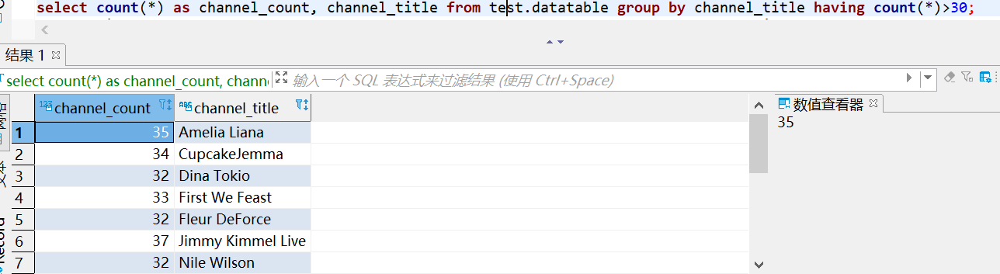 select count(*) as channel_count, channel_title from test.datatable group by channel_title having count(*)>30;
结果 1
select count(*) as channel_count, chann
输入一个 SQL 表达式来过滤结果 (使用 Ctrl+Space)
123 channel_count ABC channel_title
数值查看器
35
1 35 Amelia Liana
2 34 CupcakeJemma
3 32 Dina Tokio
4 33 First We Feast
5 32 Fleur DeForce
6 37 Jimmy Kimmel Live
7 32 Nile Wilson
Record